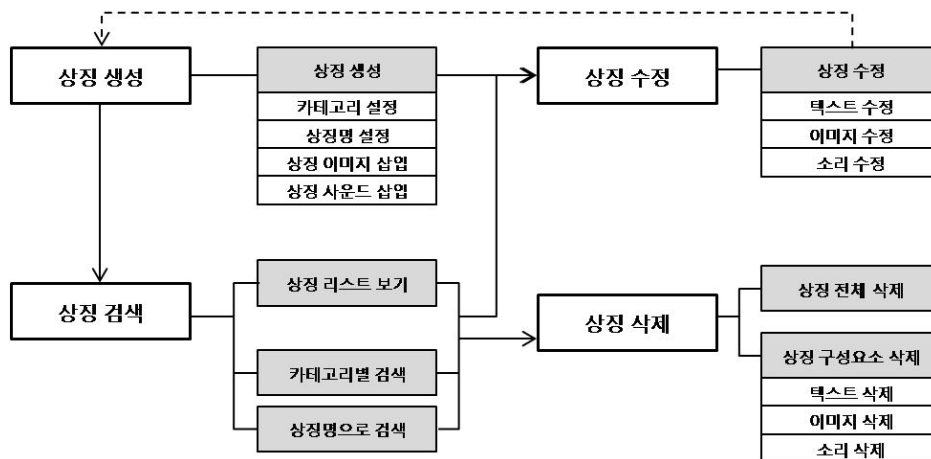 상징 생성
상징 생성
카테고리 설정
상징명 설정
상징 이미지 삽입
상징 사운드 삽입
상징 수정
상징 수정
텍스트 수정
이미지 수정
소리 수정
상징 검색
상징 리스트 보기
카테고리별 검색
상징명으로 검색
상징 삭제
상징 전체 삭제
상징 구성요소 삭제
텍스트 삭제
이미지 삭제
소리 삭제